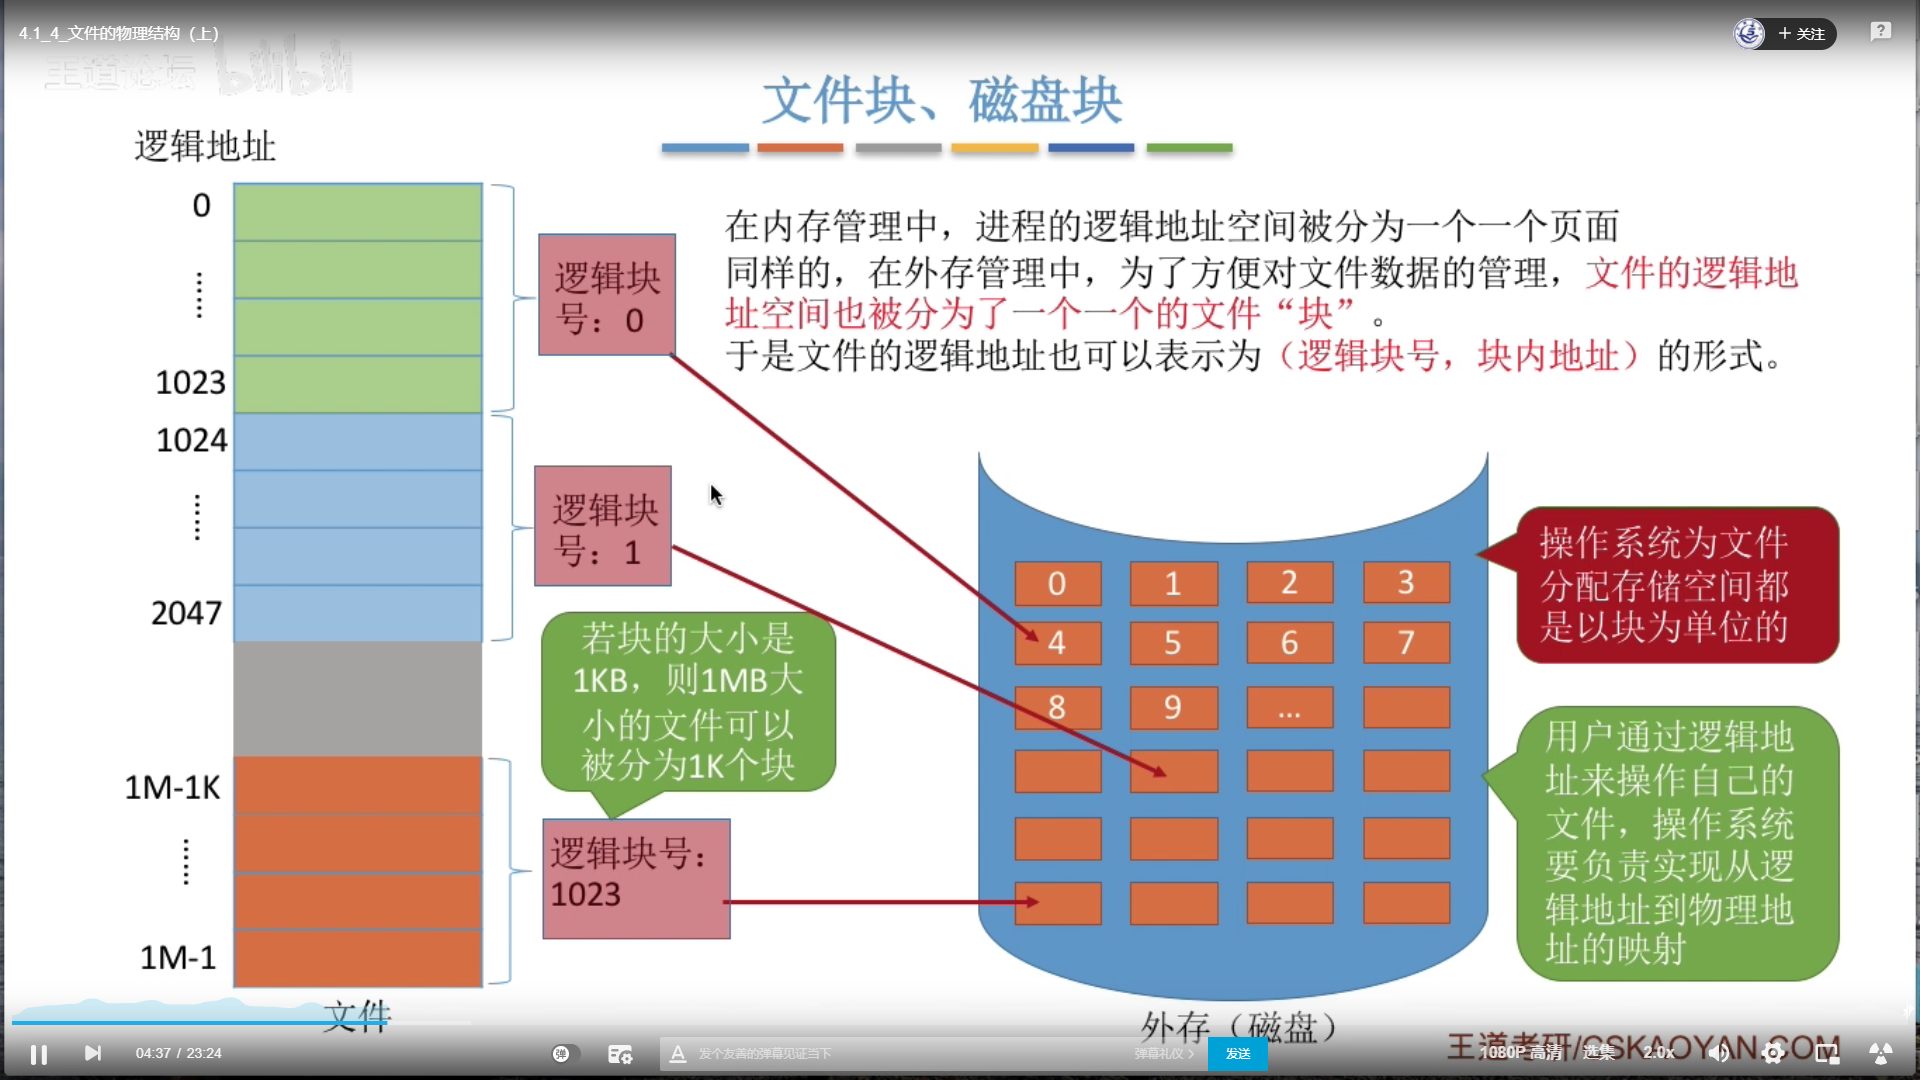 4.1_4_文件的物理结构（上）
+ 关注
王道论坛 bilibili
文件块、磁盘块
逻辑地址
0
1023
1024
2047
1M-1K
1M-1
文件
逻辑块
号：0
逻辑块
号：1
若块的大小是
1KB，则1MB大
小的文件可以
被分为1K个块
逻辑块号：
1023
在内存管理中，进程的逻辑地址空间被分为一个一个页面
同样的，在外存管理中，为了方便对文件数据的管理，文件的逻辑地
址空间也被分为了一个一个的文件“块”。
于是文件的逻辑地址也可以表示为（逻辑块号，块内地址）的形式。
0 1 2 3
4 5 6 7
8 9 ...
外存（磁盘）
操作系统为文件
分配存储空间都
是以块为单位的
用户通过逻辑地
址来操作自己的
文件，操作系统
要负责实现从逻
辑地址到物理地
址的映射
王道考研/CSKAOYAN.COM
04:37 / 23:24
弹
发个友善的弹幕见证当下
弹幕礼仪 >
发送
1080P 高清
选集
2.0x